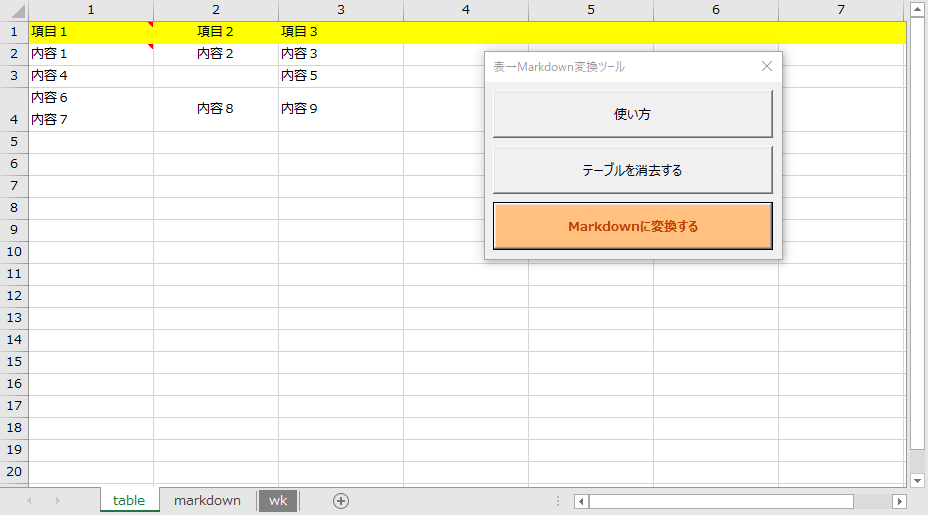 1 2 3 4 5 6 7
1 項目1 項目2 項目3
2 内容1 内容2 内容3
3 内容4 内容5
内容6
内容8 内容9
4 内容7
5
6
7
8
9
10
11
12
13
14
15
16
17
18
19
20
表→Markdown変換ツール
使い方
テーブルを消去する
Markdownに変換する
table markdown wk